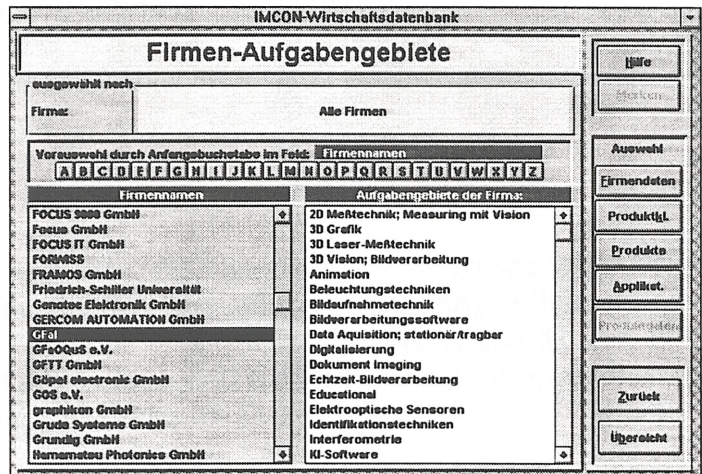 IMCON-Wirtschaftsdatenbank
Firmen-Aufgabengebiete
ausgewählt nach
Firma: Alle Firmen
Vorauswahl durch Anfangsbuchstabe im Feld: Firmennamen
A B C D E F G H I J K L M N O P Q R S T U V W X Y Z
Firmennamen
FOCUS 9000 GmbH
Focus GmbH
FOCUS IT GmbH
FORWISS
FRAMOS GmbH
Friedrich-Schiller Universität
Genotec Elektronik GmbH
GERCOM AUTOMATION GmbH
GFaI
GFaOQuS e.V.
GFTT GmbH
Göpel electronic GmbH
GOS e.V.
graphikon GmbH
Gruda Systeme GmbH
Grundig GmbH
Hamamatsu Photonics GmbH
Aufgabengebiete der Firma:
2D Meßtechnik; Measuring mit Vision
3D Grafik
3D Laser-Meßtechnik
3D Vision; Bildverarbeitung
Animation
Beleuchtungstechniken
Bildaufnahmetechnik
Bildverarbeitungssoftware
Data Aquisition; stationär/tragbar
Digitalisierung
Dokument Imaging
Echtzeit-Bildverarbeitung
Educational
Elektrooptische Sensoren
Identifikationstechniken
Interferometrie
KI-Software
Hilfe
Merken
Auswahl
Firmendaten
Produktkl.
Produkte
Applikat.
Produktdaten
Zurück
Übersicht